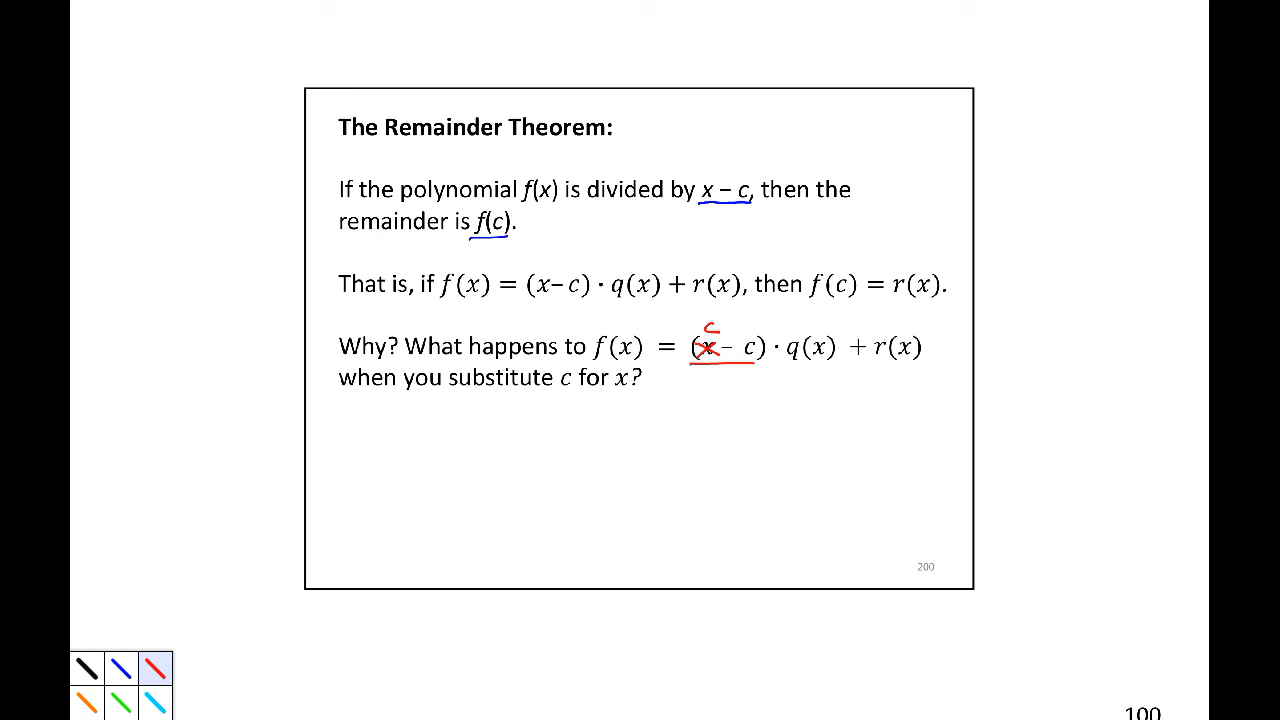 The Remainder Theorem:
If the polynomial f(x) is divided by x – c, then the
remainder is f(c).
That is, if f(x) = (x– c) · q(x) + r(x), then f(c) = r(x).
c
Why? What happens to f(x) = (x – c) · q(x) + r(x)
when you substitute c for x?
200
100